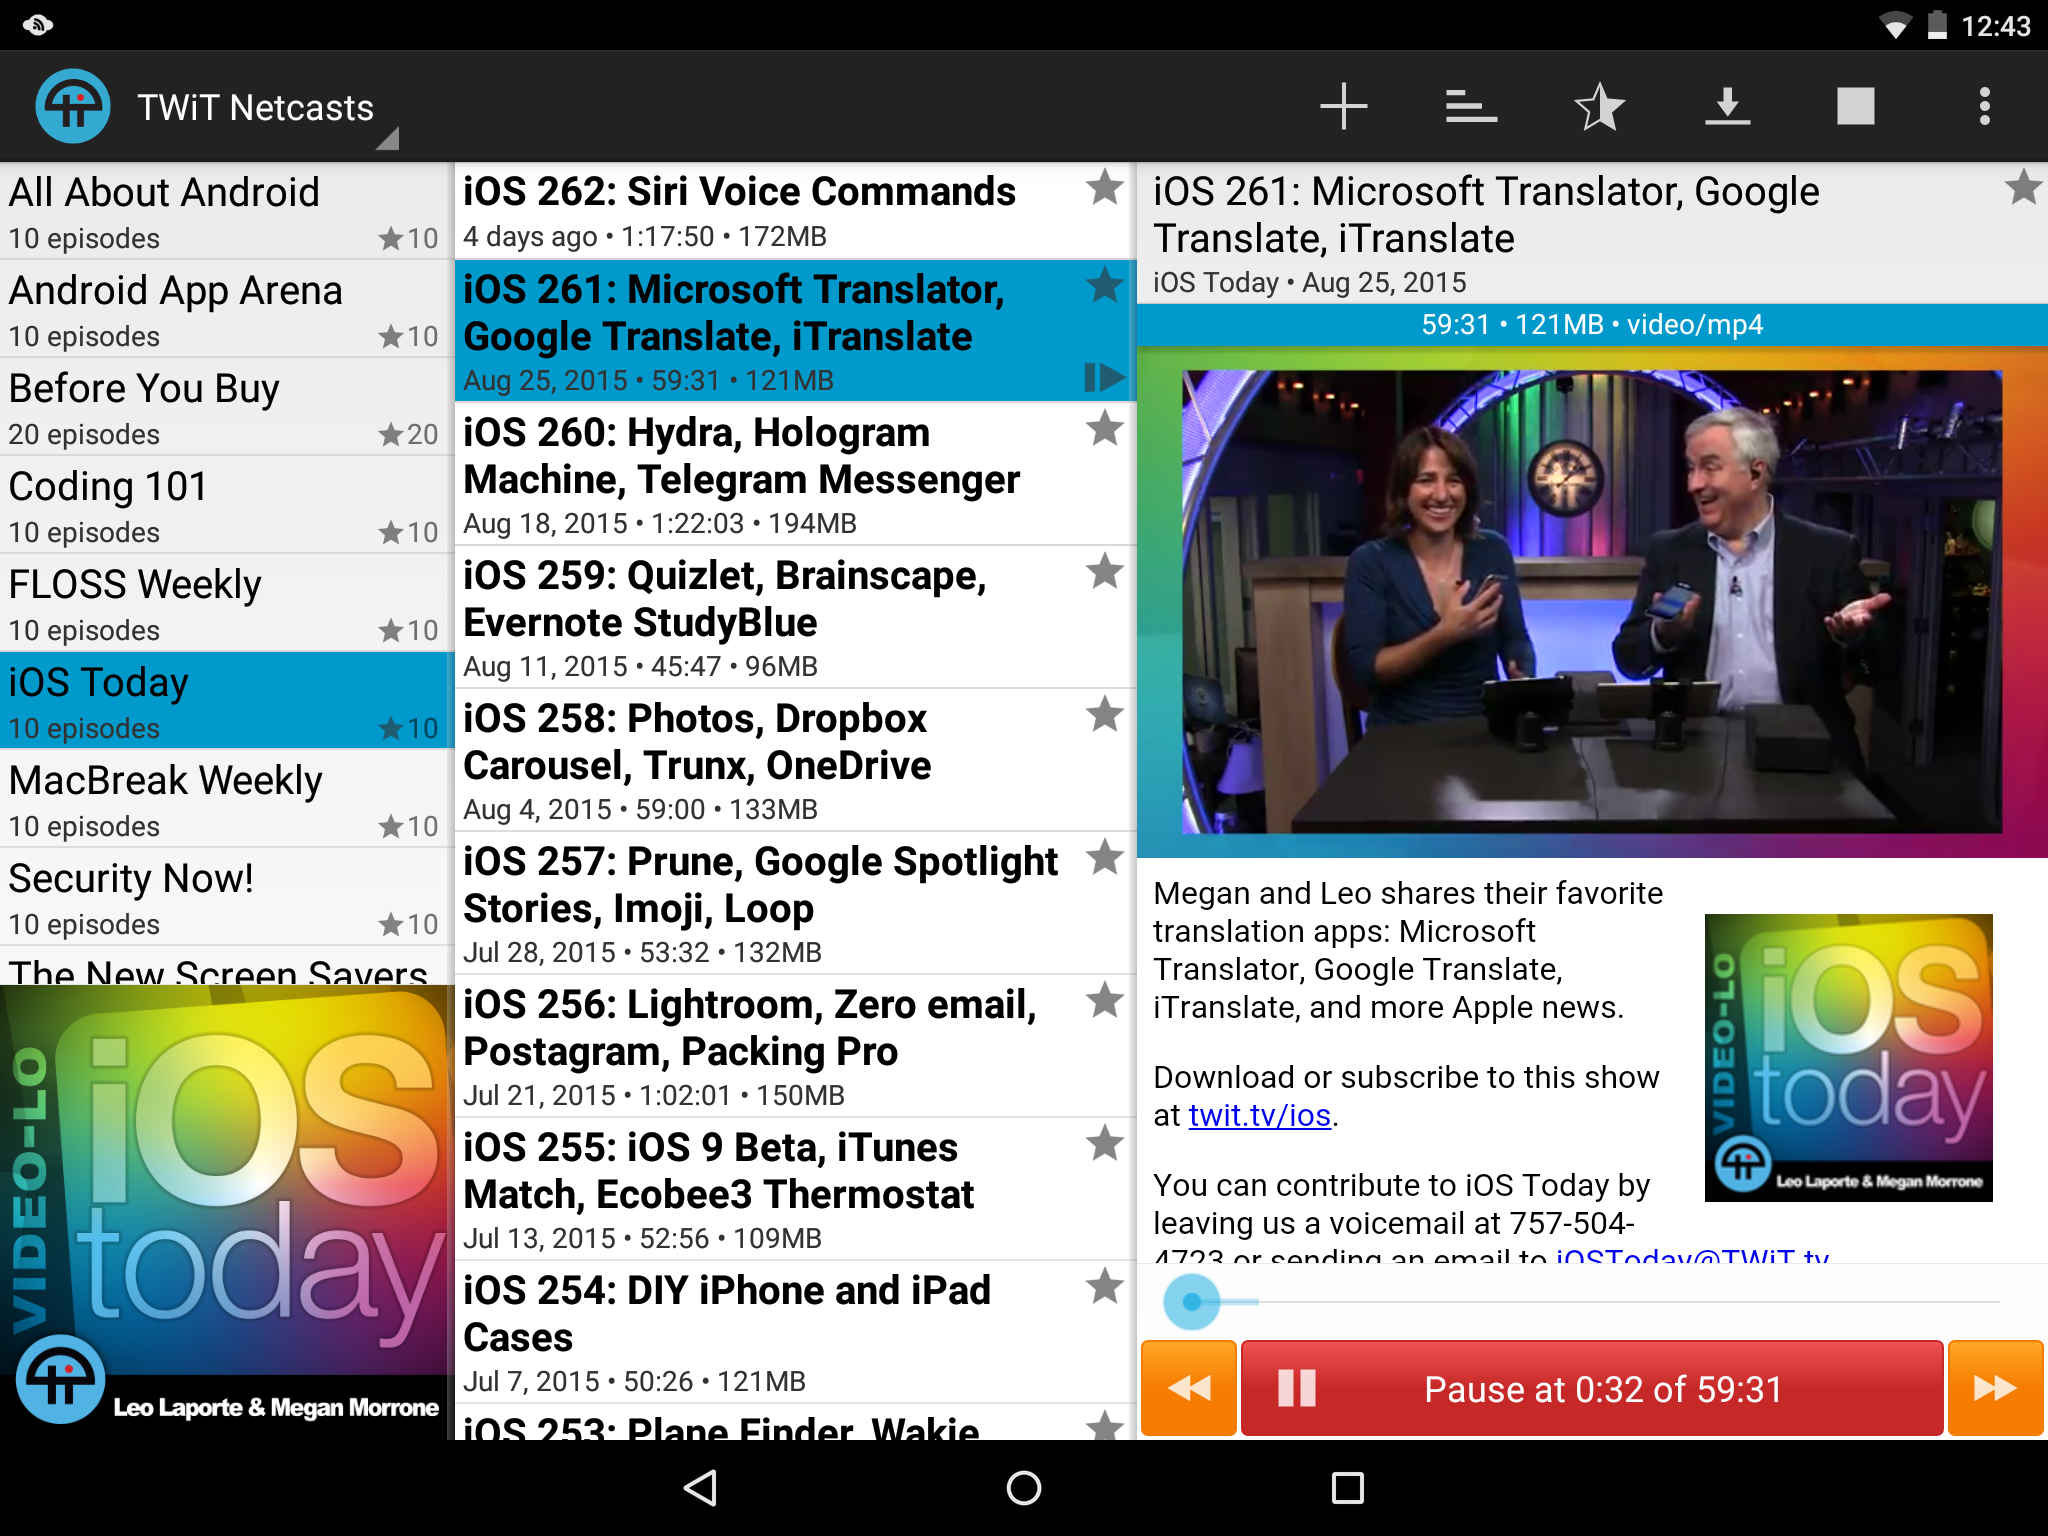 12:43
TWiT Netcasts
All About Android
10 episodes
★10
Android App Arena
10 episodes
★10
Before You Buy
20 episodes
★20
Coding 101
10 episodes
★10
FLOSS Weekly
10 episodes
★10
iOS Today
10 episodes
★10
MacBreak Weekly
10 episodes
★10
Security Now!
10 episodes
★10
The New Screen Savers
VIDEO-LO
iOS
today
Leo Laporte & Megan Morrone
iOS 262: Siri Voice Commands
4 days ago • 1:17:50 • 172MB
iOS 261: Microsoft Translator,
Google Translate, iTranslate
Aug 25, 2015 • 59:31 • 121MB
iOS 260: Hydra, Hologram
Machine, Telegram Messenger
Aug 18, 2015 • 1:22:03 • 194MB
iOS 259: Quizlet, Brainscape,
Evernote StudyBlue
Aug 11, 2015 • 45:47 • 96MB
iOS 258: Photos, Dropbox
Carousel, Trunx, OneDrive
Aug 4, 2015 • 59:00 • 133MB
iOS 257: Prune, Google Spotlight
Stories, Imoji, Loop
Jul 28, 2015 • 53:32 • 132MB
iOS 256: Lightroom, Zero email,
Postagram, Packing Pro
Jul 21, 2015 • 1:02:01 • 150MB
iOS 255: iOS 9 Beta, iTunes
Match, Ecobee3 Thermostat
Jul 13, 2015 • 52:56 • 109MB
iOS 254: DIY iPhone and iPad
Cases
Jul 7, 2015 • 50:26 • 121MB
iOS 253: Plane Finder, Wakie
iOS 261: Microsoft Translator, Google
Translate, iTranslate
iOS Today • Aug 25, 2015
59:31 • 121MB • video/mp4
Megan and Leo shares their favorite
translation apps: Microsoft
Translator, Google Translate,
iTranslate, and more Apple news.
Download or subscribe to this show
at twit.tv/ios.
You can contribute to iOS Today by
leaving us a voicemail at 757-504-
4723 or sending an email to iOSToday@TWiT.tv
VIDEO-LO
iOS
today
Leo Laporte & Megan Morrone
Pause at 0:32 of 59:31